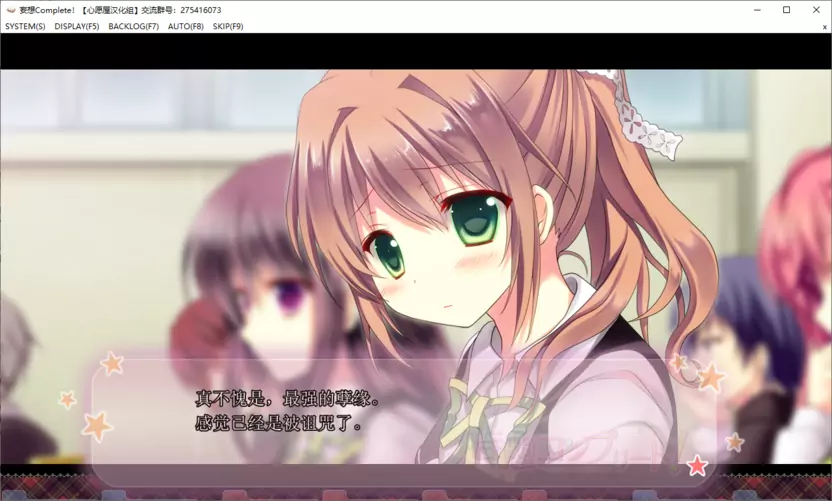 妄想Complete！【心愿屋汉化组】交流群号：275416073
SYSTEM(S) DISPLAY(F5) BACKLOG(F7) AUTO(F8) SKIP(F9) x
真不愧是，最强的孽缘。
感觉已经是被诅咒了。